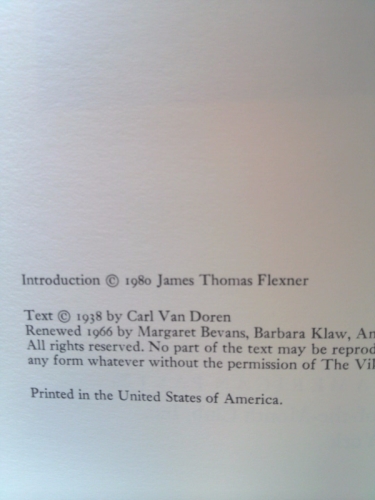 Introduction © 1980 James Thomas Flexner
Text © 1938 by Carl Van Doren
Renewed 1966 by Margaret Bevans, Barbara Klaw, An
All rights reserved. No part of the text may be reprod
any form whatever without the permission of The Vi
Printed in the United States of America.